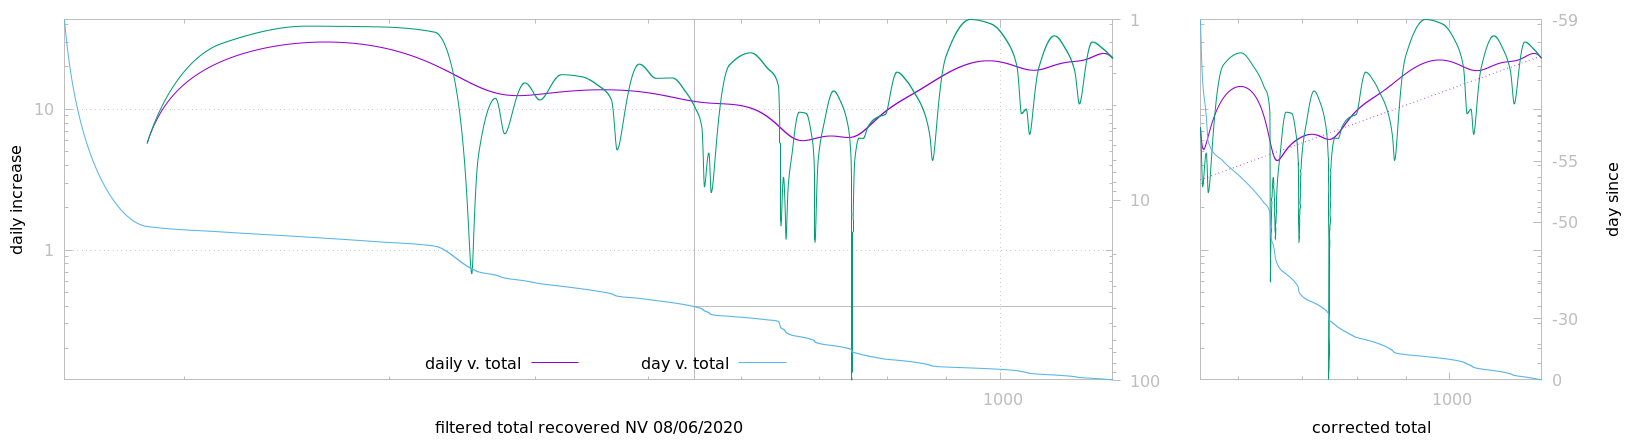 daily increase
10
1
daily v. total
day v. total
1
10
100
1000
filtered total recovered NV 08/06/2020
-59
-55
-50
-30
0
day since
1000
corrected total